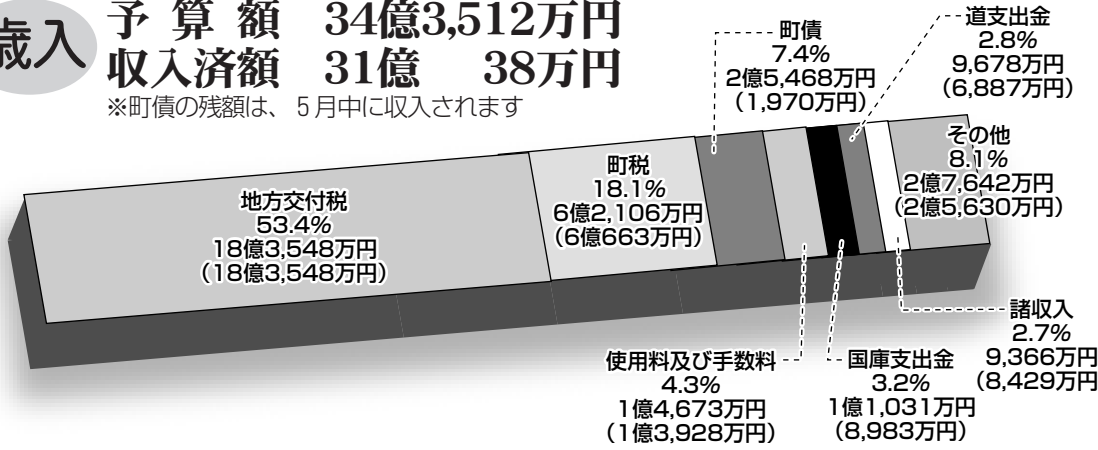 歳入
予算額 34億3,512万円
収入済額 31億 38万円
※町債の残額は、5月中に収入されます
地方交付税
53.4%
18億3,548万円
(18億3,548万円)
町税
18.1%
6億2,106万円
(6億663万円)
町債
7.4%
2億5,468万円
(1,970万円)
道支出金
2.8%
9,678万円
(6,887万円)
その他
8.1%
2億7,642万円
(2億5,630万円)
使用料及び手数料
4.3%
1億4,673万円
(1億3,928万円)
国庫支出金
3.2%
1億1,031万円
(8,983万円)
諸収入
2.7%
9,366万円
(8,429万円